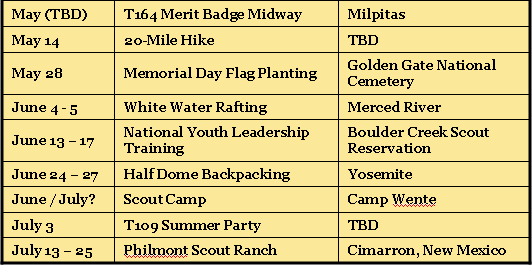 May (TBD) T164 Merit Badge Midway Milpitas
May 14 20-Mile Hike TBD
May 28 Memorial Day Flag Planting Golden Gate National
Cemetery
June 4 - 5 White Water Rafting Merced River
June 13 – 17 National Youth Leadership
Training Boulder Creek Scout
Reservation
June 24 – 27 Half Dome Backpacking Yosemite
June / July? Scout Camp Camp Wente
July 3 T109 Summer Party TBD
July 13 – 25 Philmont Scout Ranch Cimarron, New Mexico